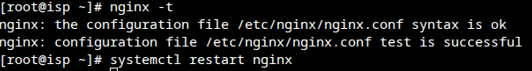 [root@isp ~]# nginx -t
nginx: the configuration file /etc/nginx/nginx.conf syntax is ok
nginx: configuration file /etc/nginx/nginx.conf test is successful
[root@isp ~]# systemctl restart nginx